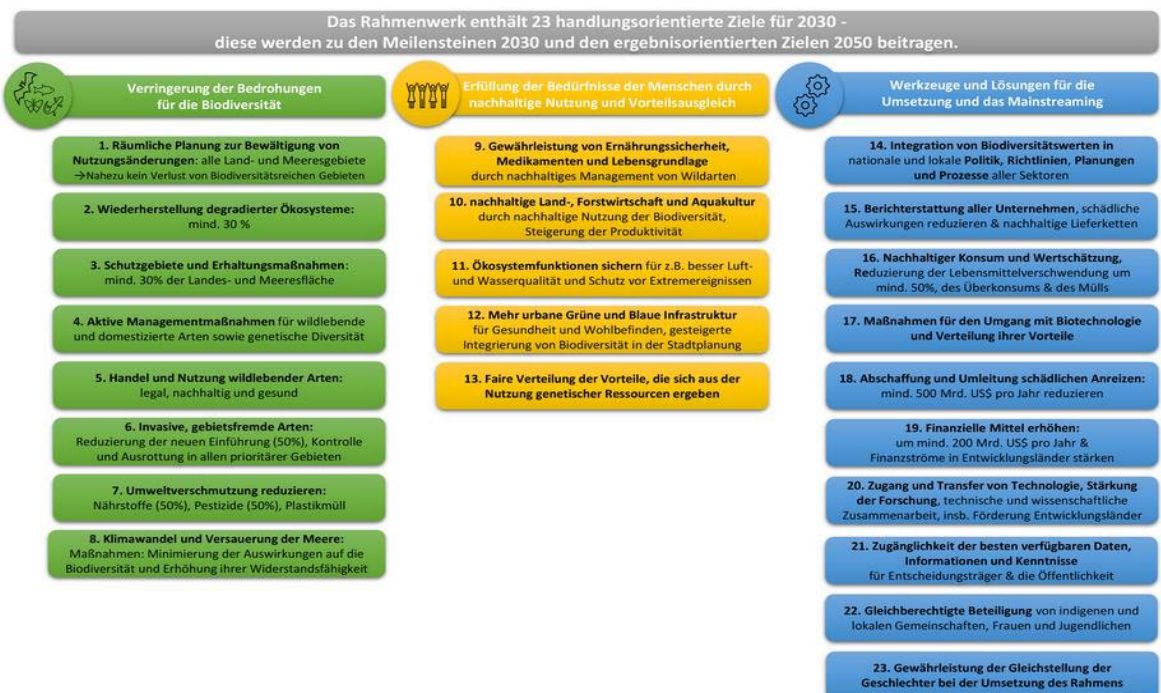 Das Rahmenwerk enthält 23 handlungsorientierte Ziele für 2030 -
diese werden zu den Meilensteinen 2030 und den ergebnisorientierten Zielen 2050 beitragen.
Verringerung der Bedrohungen
für die Biodiversität
1. Räumliche Planung zur Bewältigung von
Nutzungsänderungen: alle Land- und Meeresgebiete
→Nahezu kein Verlust von Biodiversitätsreichen Gebieten
2. Wiederherstellung degradierter Ökosysteme:
mind. 30 %
3. Schutzgebiete und Erhaltungsmaßnahmen:
mind. 30% der Landes- und Meeresfläche
4. Aktive Managementmaßnahmen für wildlebende
und domestizierte Arten sowie genetische Diversität
5. Handel und Nutzung wildlebender Arten:
legal, nachhaltig und gesund
6. Invasive, gebietsfremde Arten:
Reduzierung der neuen Einführung (50%), Kontrolle
und Ausrottung in allen prioritärer Gebieten
7. Umweltverschmutzung reduzieren:
Nährstoffe (50%), Pestizide (50%), Plastikmüll
8. Klimawandel und Versauerung der Meere:
Maßnahmen: Minimierung der Auswirkungen auf die
Biodiversität und Erhöhung ihrer Widerstandsfähigkeit
Erfüllung der Bedürfnisse der Menschen durch
nachhaltige Nutzung und Vorteilsausgleich
9. Gewährleistung von Ernährungssicherheit,
Medikamenten und Lebensgrundlage
durch nachhaltiges Management von Wildarten
10. nachhaltige Land-, Forstwirtschaft und Aquakultur
durch nachhaltige Nutzung der Biodiversität,
Steigerung der Produktivität
11. Ökosystemfunktionen sichern für z.B. besser Luft-
und Wasserqualität und Schutz vor Extremereignissen
12. Mehr urbane Grüne und Blaue Infrastruktur
für Gesundheit und Wohlbefinden, gesteigerte
Integrierung von Biodiversität in der Stadtplanung
13. Faire Verteilung der Vorteile, die sich aus der
Nutzung genetischer Ressourcen ergeben
Werkzeuge und Lösungen für die
Umsetzung und das Mainstreaming
14. Integration von Biodiversitätswerten in
nationale und lokale Politik, Richtlinien, Planungen
und Prozesse aller Sektoren
15. Berichterstattung aller Unternehmen, schädliche
Auswirkungen reduzieren & nachhaltige Lieferketten
16. Nachhaltiger Konsum und Wertschätzung,
Reduzierung der Lebensmittelverschwendung um
mind. 50%, des Überkonsums & des Mülls
17. Maßnahmen für den Umgang mit Biotechnologie
und Verteilung ihrer Vorteile
18. Abschaffung und Umleitung schädlichen Anreizen:
mind. 500 Mrd. US$ pro Jahr reduzieren
19. Finanzielle Mittel erhöhen:
um mind. 200 Mrd. US$ pro Jahr &
Finanzströme in Entwicklungsländer stärken
20. Zugang und Transfer von Technologie, Stärkung
der Forschung, technische und wissenschaftliche
Zusammenarbeit, insb. Förderung Entwicklungsländer
21. Zugänglichkeit der besten verfügbaren Daten,
Informationen und Kenntnisse
für Entscheidungsträger & die Öffentlichkeit
22. Gleichberechtigte Beteiligung von indigenen und
lokalen Gemeinschaften, Frauen und Jugendlichen
23. Gewährleistung der Gleichstellung der
Geschlechter bei der Umsetzung des Rahmens